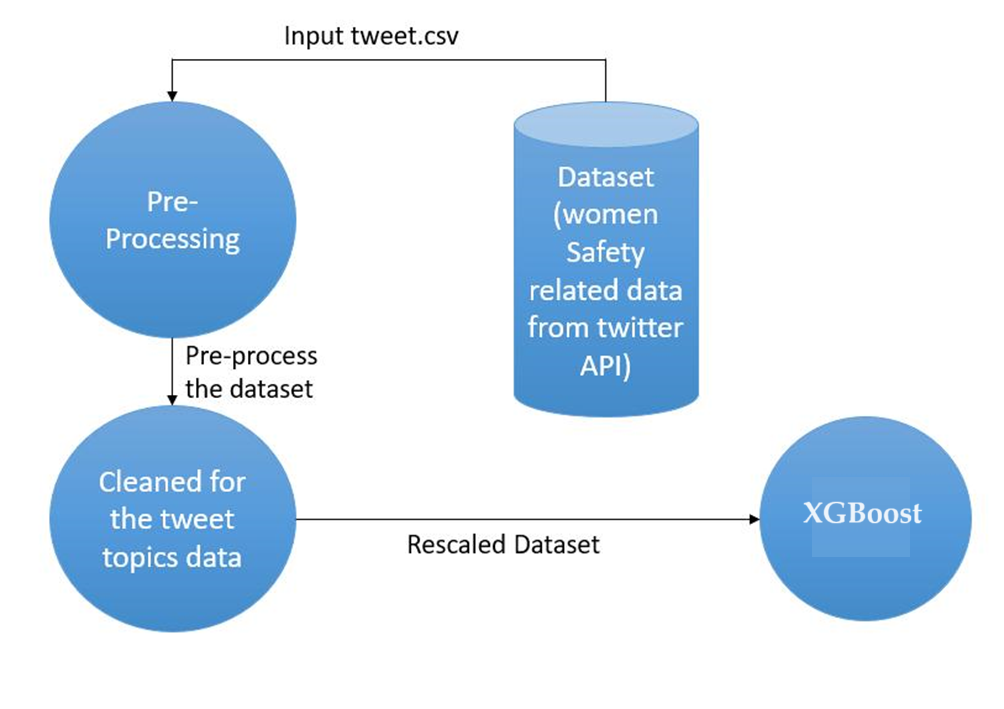 Input tweet.csv
Pre-
Processing
Dataset
(women
Safety
related data
from twitter
API)
Pre-process
the dataset
Cleaned for
the tweet
topics data
Rescaled Dataset
XGBoost